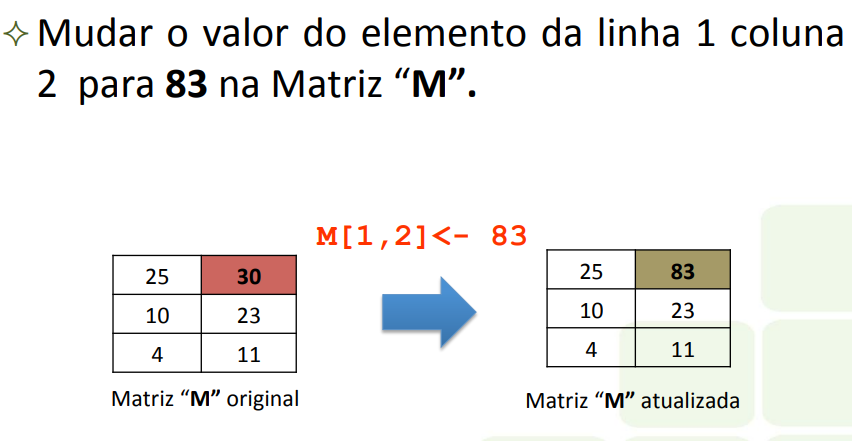 ✧ Mudar o valor do elemento da linha 1 coluna
2 para 83 na Matriz “M”.
M[1,2]<- 83
25 30
10 23
4 11
Matriz “M” original
25 83
10 23
4 11
Matriz “M” atualizada